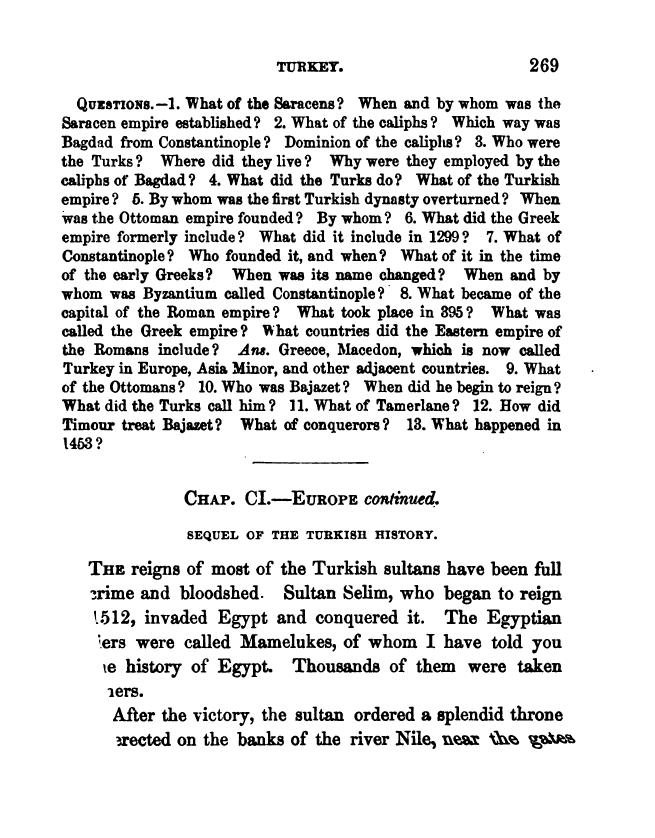 TURKEY. 269
QUESTIONS.—1. What of the Saracens? When and by whom was the
Saracen empire established? 2. What of the caliphs? Which way was
Bagdad from Constantinople? Dominion of the caliphs? 3. Who were
the Turks? Where did they live? Why were they employed by the
caliphs of Bagdad? 4. What did the Turks do? What of the Turkish
empire? 5. By whom was the first Turkish dynasty overturned? When
was the Ottoman empire founded? By whom? 6. What did the Greek
empire formerly include? What did it include in 1299? 7. What of
Constantinople? Who founded it, and when? What of it in the time
of the early Greeks? When was its name changed? When and by
whom was Byzantium called Constantinople? 8. What became of the
capital of the Roman empire? What took place in 395? What was
called the Greek empire? What countries did the Eastern empire of
the Romans include? Ans. Greece, Macedon, which is now called
Turkey in Europe, Asia Minor, and other adjacent countries. 9. What
of the Ottomans? 10. Who was Bajazet? When did he begin to reign?
What did the Turks call him? 11. What of Tamerlane? 12. How did
Timour treat Bajazet? What of conquerors? 13. What happened in
1453?
CHAP. CI.—EUROPE continued.
SEQUEL OF THE TURKISH HISTORY.
THE reigns of most of the Turkish sultans have been full
crime and bloodshed. Sultan Selim, who began to reign
1512, invaded Egypt and conquered it. The Egyptian
ers were called Mamelukes, of whom I have told you
e history of Egypt. Thousands of them were taken
ners.
After the victory, the sultan ordered a splendid throne
erected on the banks of the river Nile, near the gates